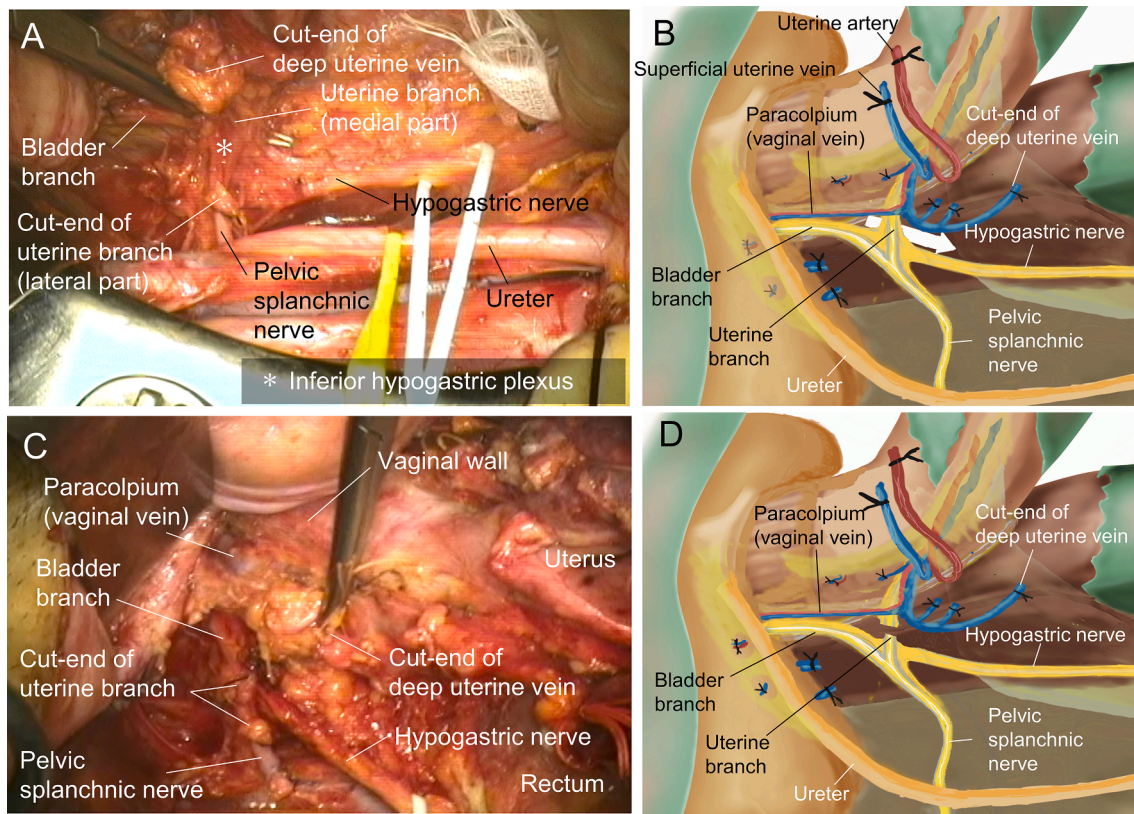 A
Cut-end of
deep uterine vein
Uterine branch
(medial part)
Bladder
branch
*
Hypogastric nerve
Cut-end of
uterine branch
(lateral part)
Pelvic
splanchnic
nerve
Ureter
* Inferior hypogastric plexus
B
Uterine artery
Superficial uterine vein
Paracolpium
(vaginal vein)
Cut-end of
deep uterine vein
Hypogastric nerve
Bladder
branch
Uterine
branch
Pelvic
splanchnic
nerve
Ureter
C
Vaginal wall
Paracolpium
(vaginal vein)
Uterus
Bladder
branch
Cut-end of
uterine branch
Cut-end of
deep uterine vein
Hypogastric nerve
Pelvic
splanchnic nerve
Rectum
D
Paracolpium
(vaginal vein)
Cut-end of
deep uterine vein
Hypogastric nerve
Bladder
branch
Uterine
branch
Pelvic
splanchnic
nerve
Ureter